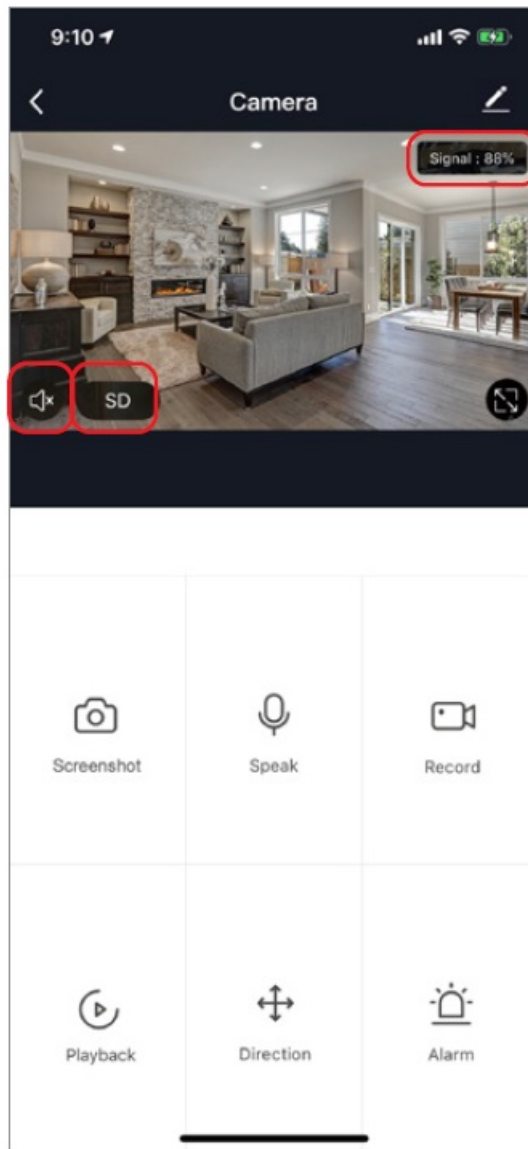 9:10
Camera
Signal : 88%
SD
Screenshot
Speak
Record
Playback
Direction
Alarm